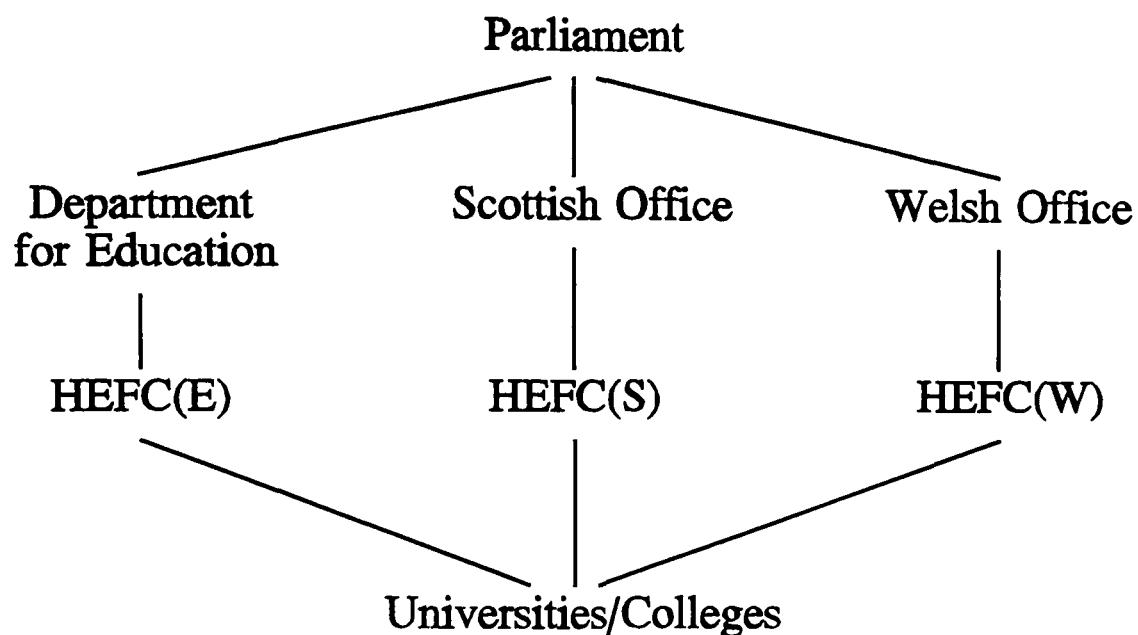 Parliament
Department
for Education
Scottish Office
Welsh Office
HEFC(E)
HEFC(S)
HEFC(W)
Universities/Colleges